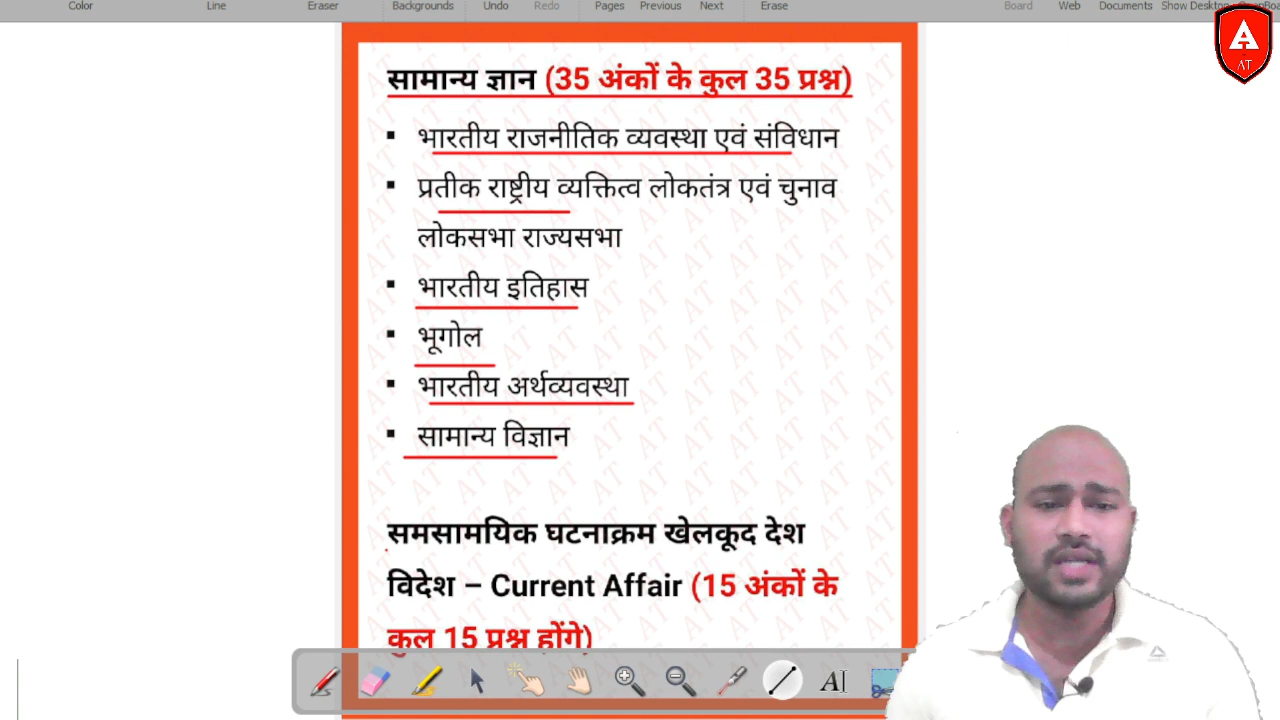 Color Line Eraser Backgrounds Undo Redo Pages Previous Next Erase Board Web Documents Show Desktop
AT
सामान्य ज्ञान (35 अंकों के कुल 35 प्रश्न)
▪ भारतीय राजनीतिक व्यवस्था एवं संविधान
▪ प्रतीक राष्ट्रीय व्यक्तित्व लोकतंत्र एवं चुनाव
लोकसभा राज्यसभा
▪ भारतीय इतिहास
▪ भूगोल
▪ भारतीय अर्थव्यवस्था
▪ सामान्य विज्ञान
समसामयिक घटनाक्रम खेलकूद देश
विदेश – Current Affair (15 अंकों के
कुल 15 प्रश्न होंगे)